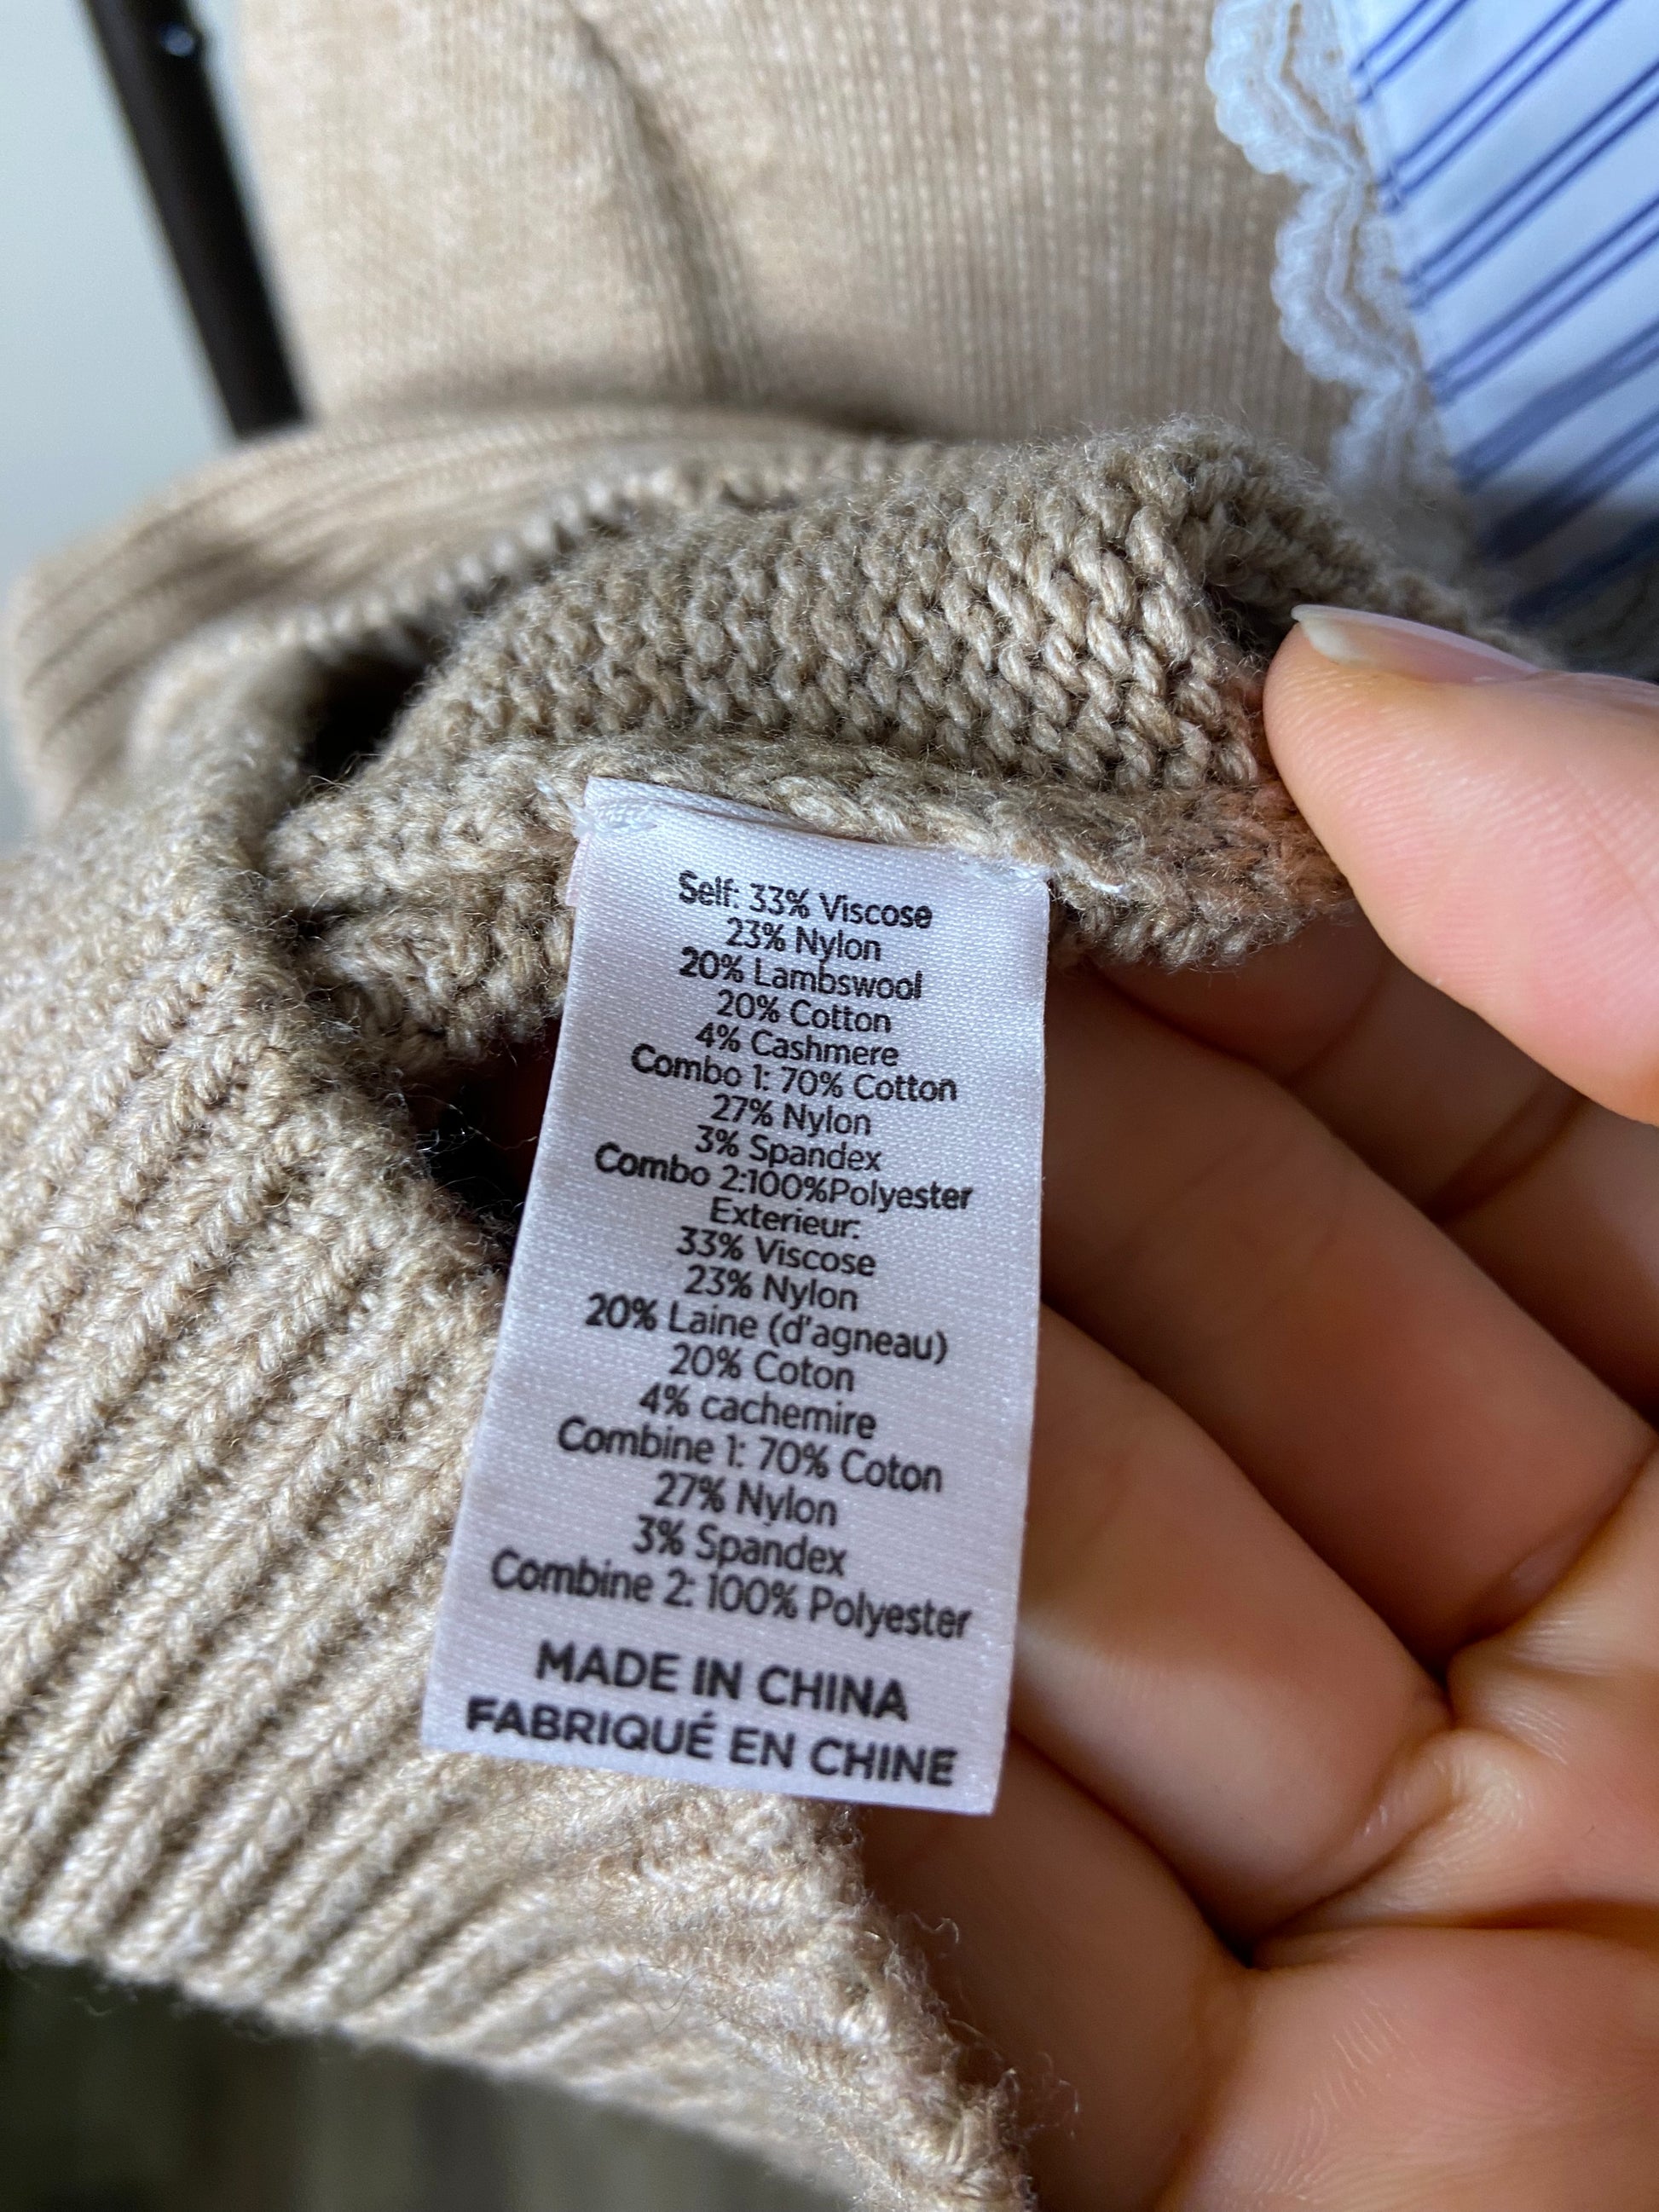 Self: 33% Viscose
23% Nylon
20% Lambswool
20% Cotton
4% Cashmere
Combo 1: 70% Cotton
27% Nylon
3% Spandex
Combo 2:100%Polyester
Exterieur:
33% Viscose
23% Nylon
20% Laine (d'agneau)
20% Coton
4% cachemire
Combine 1: 70% Coton
27% Nylon
3% Spandex
Combine 2: 100% Polyester
MADE IN CHINA
FABRIQUÉ EN CHINE